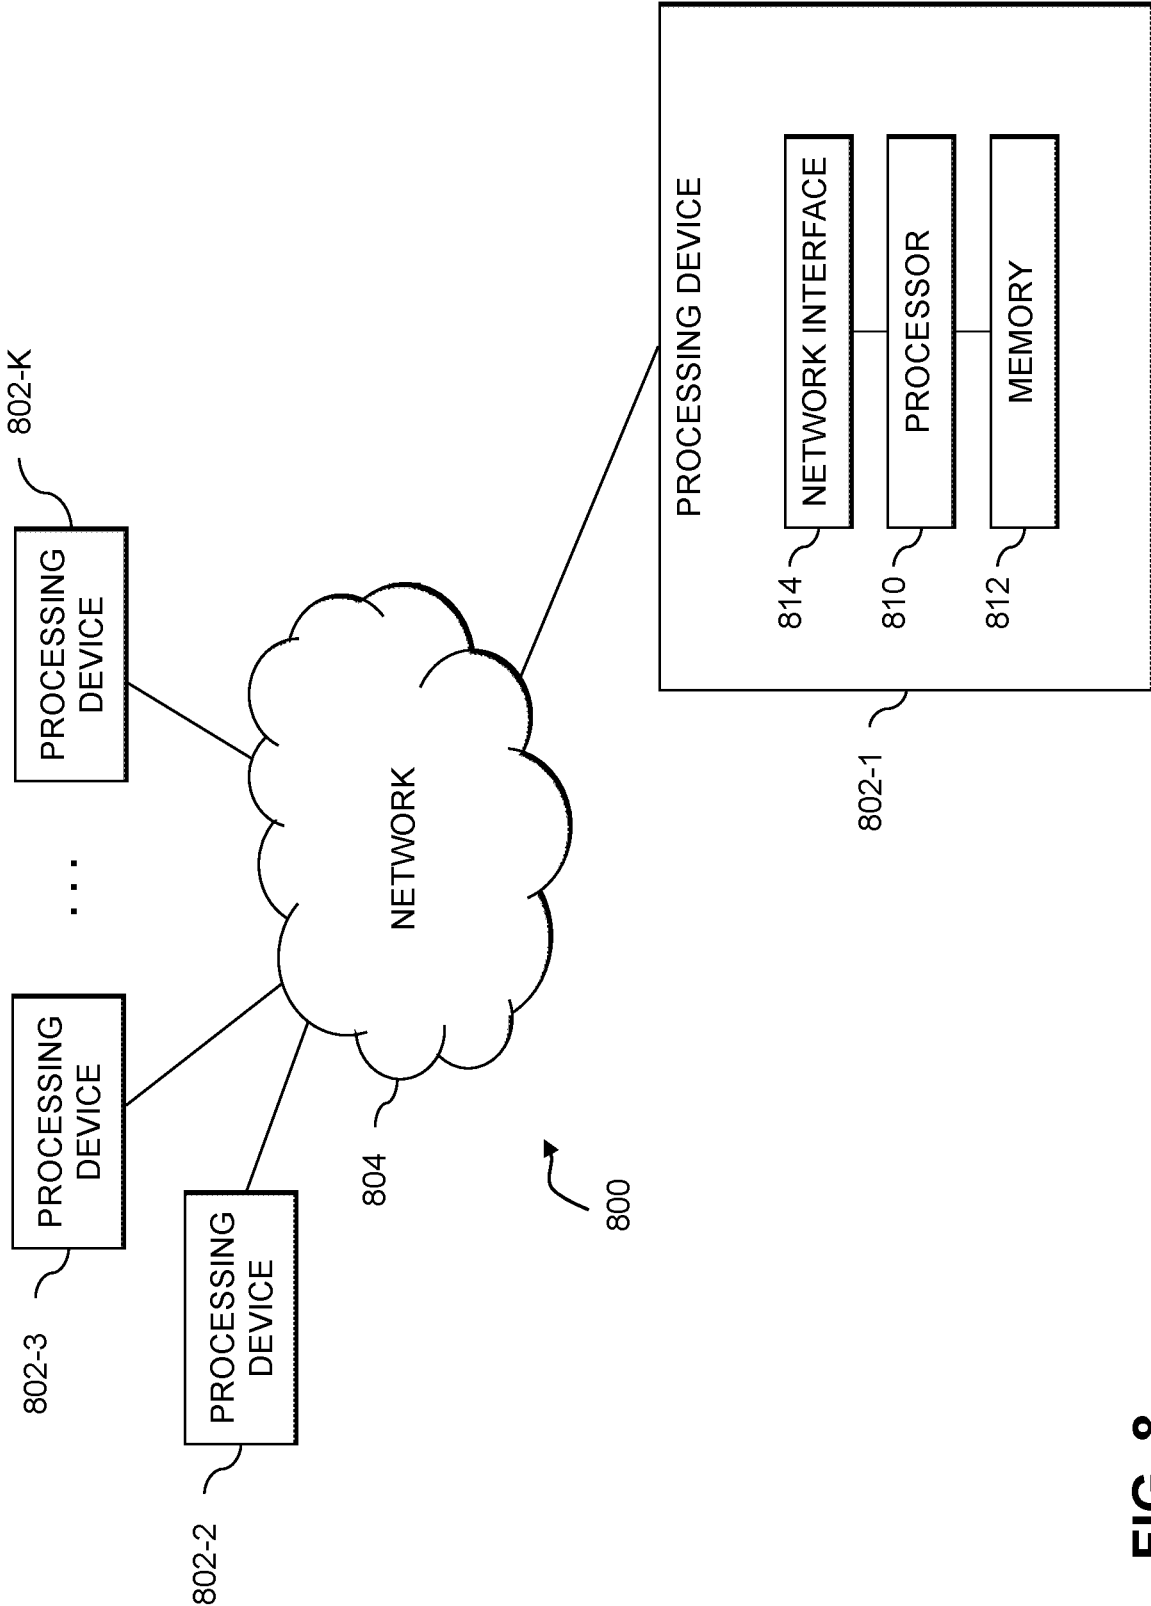 802-3
802-K
PROCESSING
DEVICE
. . .
PROCESSING
DEVICE
802-2
PROCESSING
DEVICE
804
NETWORK
800
PROCESSING DEVICE
802-1
814
NETWORK INTERFACE
810
PROCESSOR
812
MEMORY
FIG 8